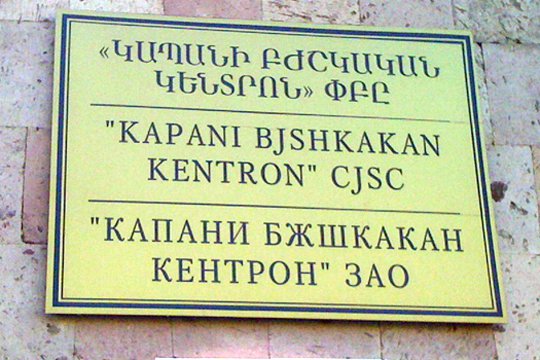 «ԿԱՊԱՆԻ ԲԺՇԿԱԿԱՆ
ԿԵՆՏՐՈՆ» ՓԲԸ
"KAPANI BJSHKAKAN
KENTRON" CJSC
"КАПАНИ БЖШКАКАН
КЕНТРОН" ЗАО